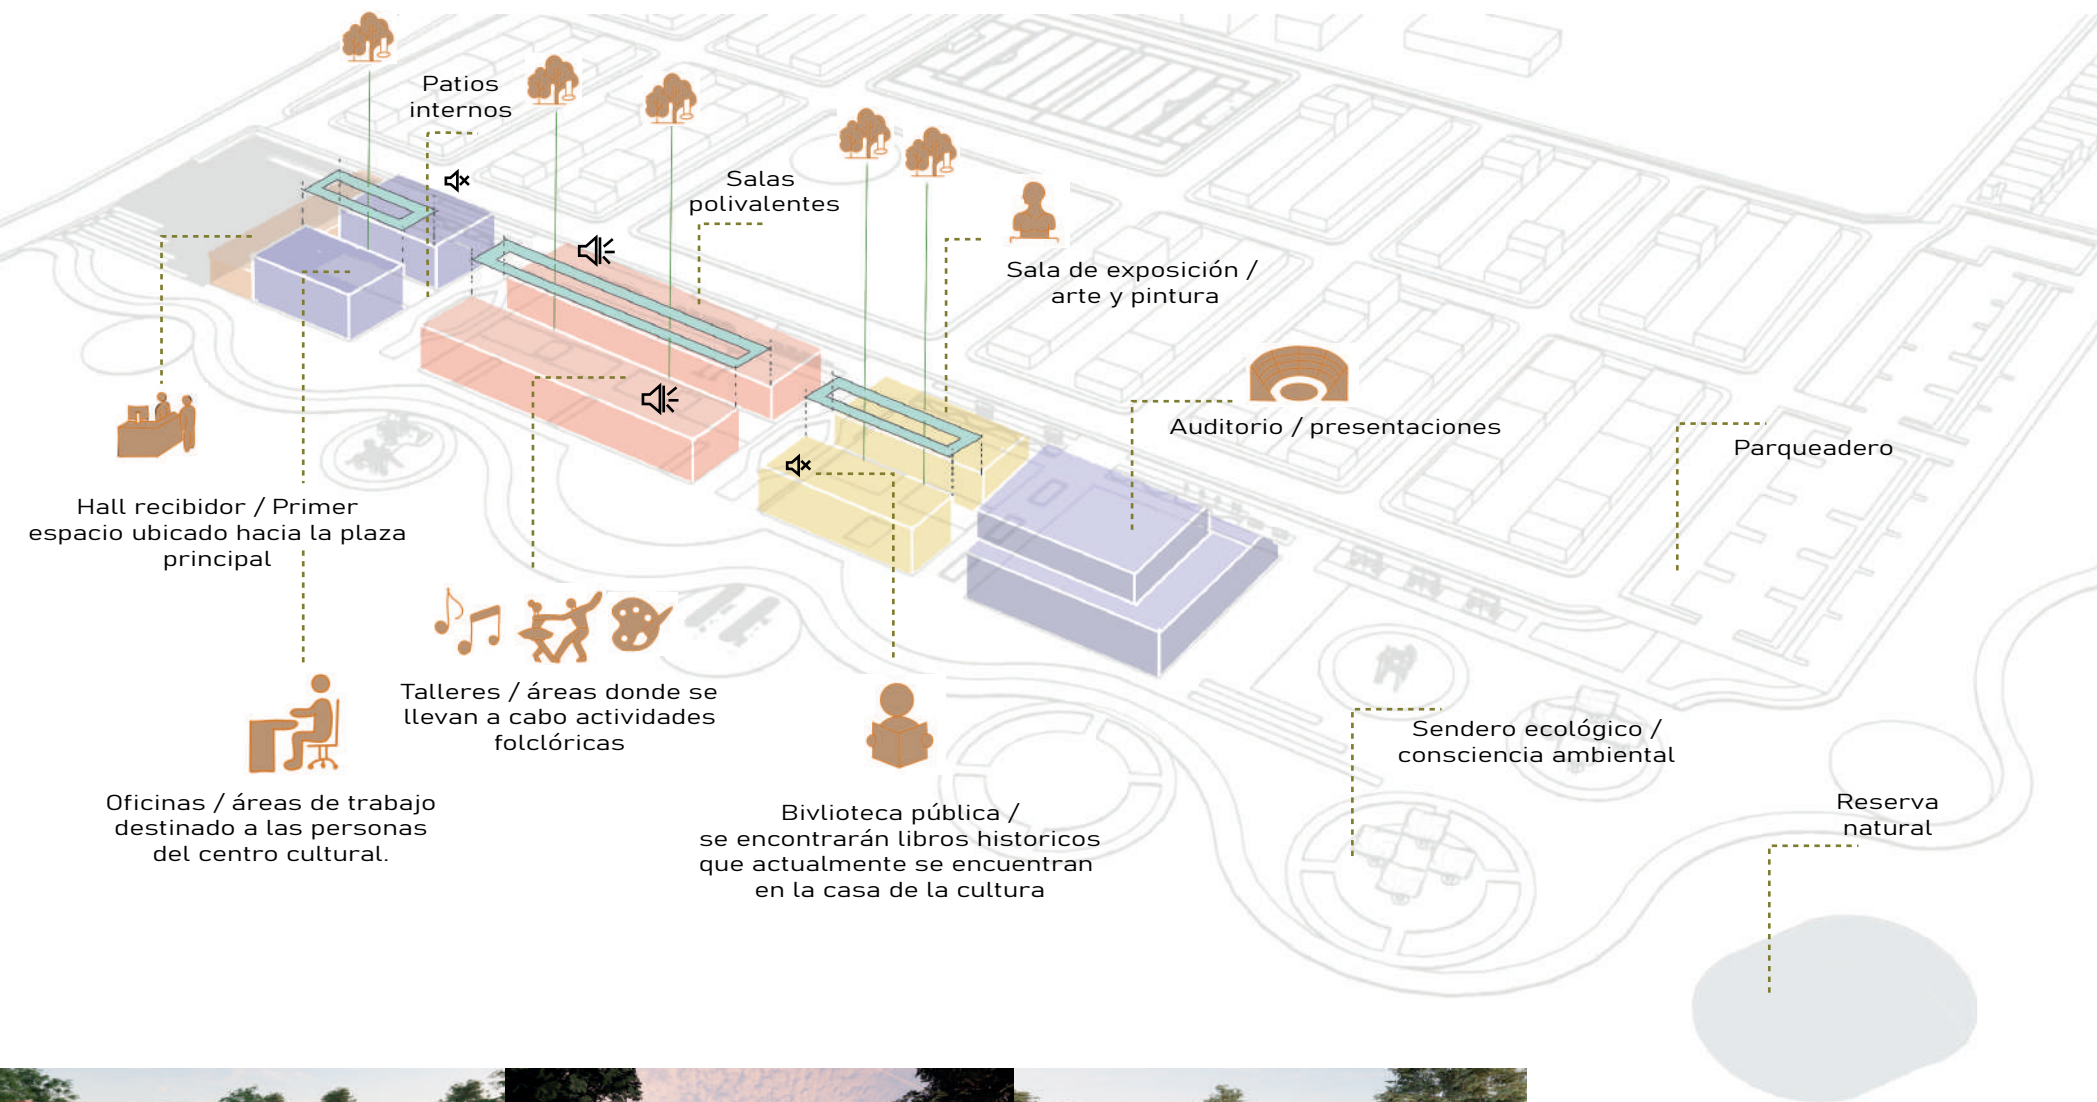 Patios
internos
Salas
polivalentes
Sala de exposición /
arte y pintura
Auditorio / presentaciones
Parqueadero
Hall recibidor / Primer
espacio ubicado hacia la plaza
principal
Talleres / áreas donde se
llevan a cabo actividades
folclóricas
Sendero ecológico /
consciencia ambiental
Oficinas / áreas de trabajo
destinado a las personas
del centro cultural.
Bivlioteca pública /
se encontrarán libros historicos
que actualmente se encuentran
en la casa de la cultura
Reserva
natural